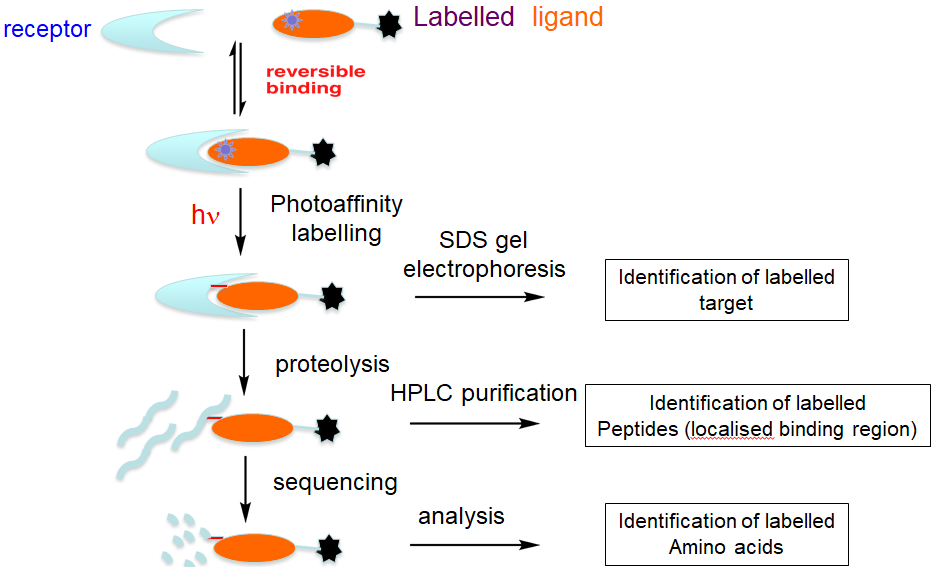 receptor
Labelled ligand
reversible
binding
hν
Photoaffinity
labelling
SDS gel
electrophoresis
Identification of labelled
target
proteolysis
HPLC purification
Identification of labelled
Peptides (localised binding region)
sequencing
analysis
Identification of labelled
Amino acids